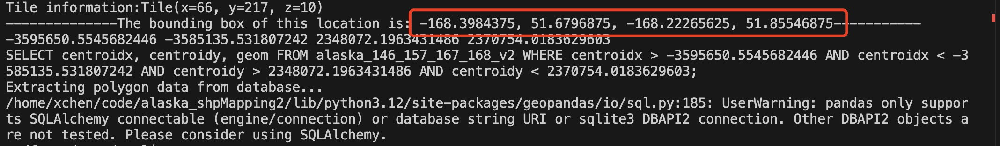 Tile information:Tile(x=66, y=217, z=10)
--------------The bounding box of this location is: -168.3984375, 51.6796875, -168.22265625, 51.85546875-----------
-3595650.5545682446 -3585135.531807242 2348072.1963431486 2370754.0183629603
SELECT centroidx, centroidy, geom FROM alaska_146_157_167_168_v2 WHERE centroidx > -3595650.5545682446 AND centroidx < -3
585135.531807242 AND centroidy > 2348072.1963431486 AND centroidy < 2370754.0183629603;
Extracting polygon data from database...
/home/xchen/code/alaska_shpMapping2/lib/python3.12/site-packages/geopandas/io/sql.py:185: UserWarning: pandas only suppor
ts SQLAlchemy connectable (engine/connection) or database string URI or sqlite3 DBAPI2 connection. Other DBAPI2 objects a
re not tested. Please consider using SQLAlchemy.